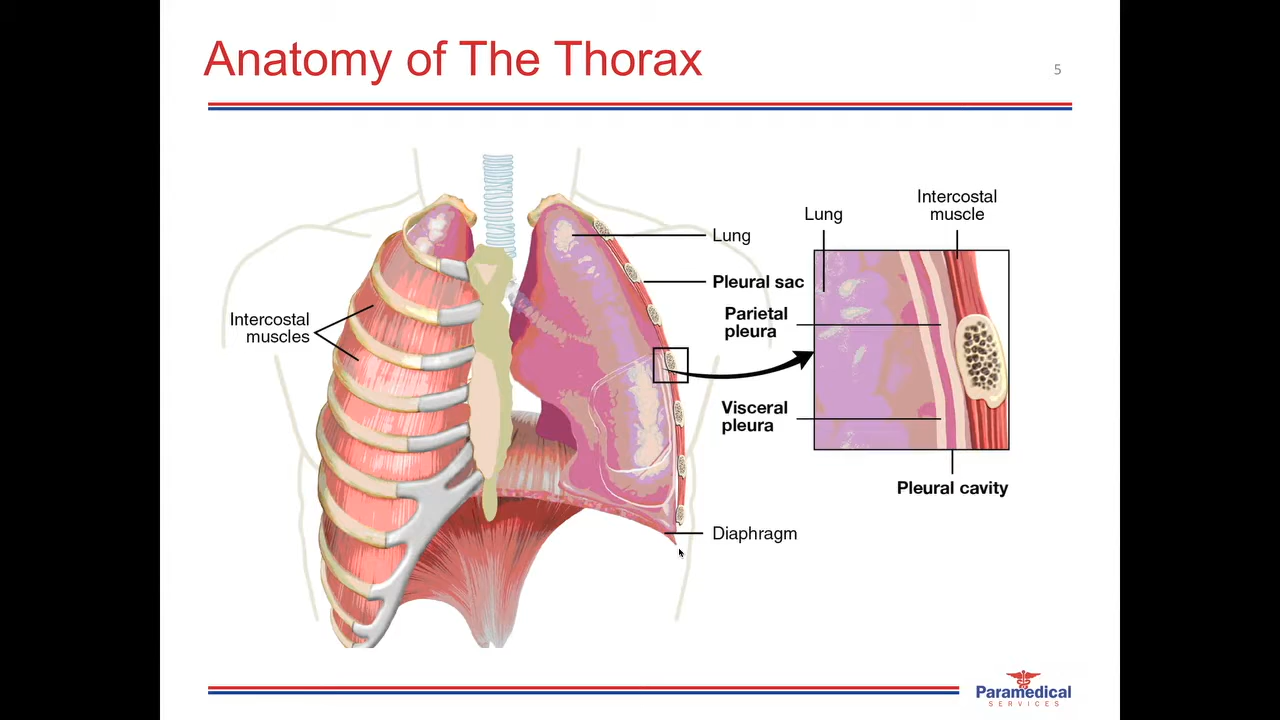 Anatomy of The Thorax
5
Intercostal
muscles
Lung
Pleural sac
Parietal
pleura
Visceral
pleura
Diaphragm
Lung
Intercostal
muscle
Pleural cavity
Paramedical
SERVICES